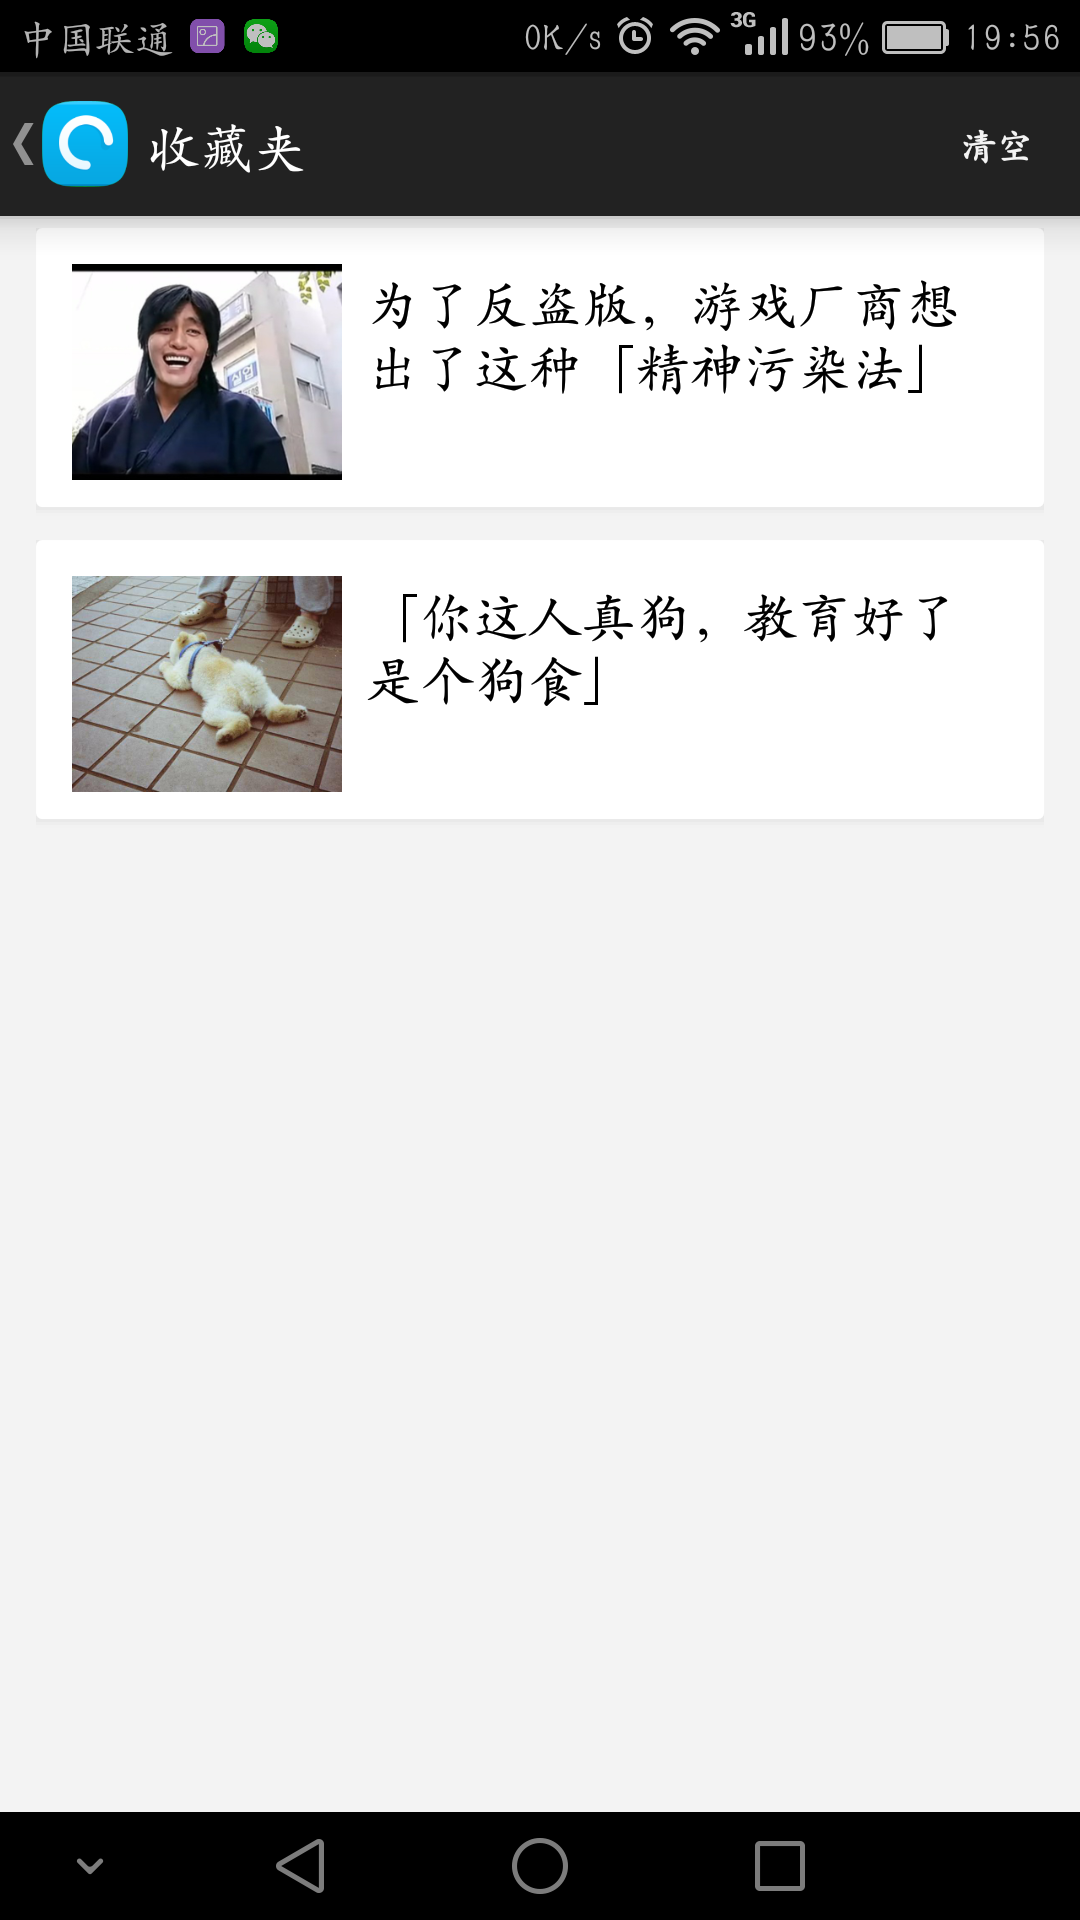 中国联通 0K/s 3G 93% 19:56
收藏夹 清空
为了反盗版，游戏厂商想
出了这种「精神污染法」
「你这人真狗，教育好了
是个狗食」